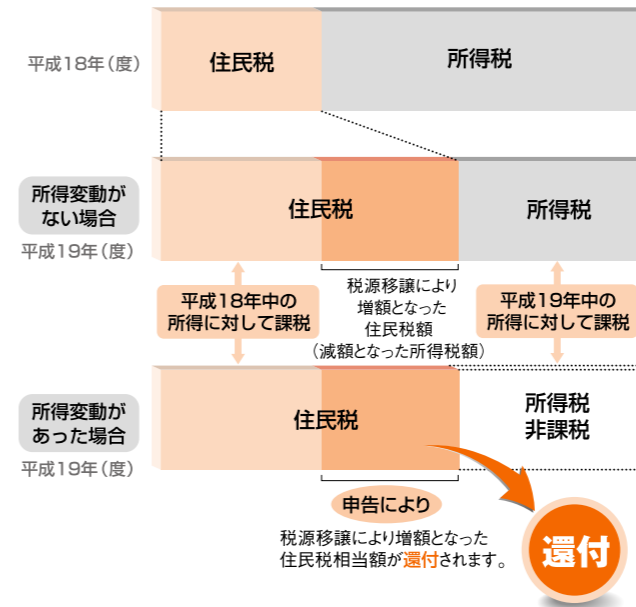 平成18年(度)
住民税
所得税
所得変動が
ない場合
平成19年(度)
住民税
所得税
平成18年中の
所得に対して課税
税源移譲により
増額となった
住民税額
(減額となった所得税額)
平成19年中の
所得に対して課税
所得変動が
あった場合
平成19年(度)
住民税
所得税
非課税
申告により
税源移譲により増額となった
住民税相当額が還付されます。
還付